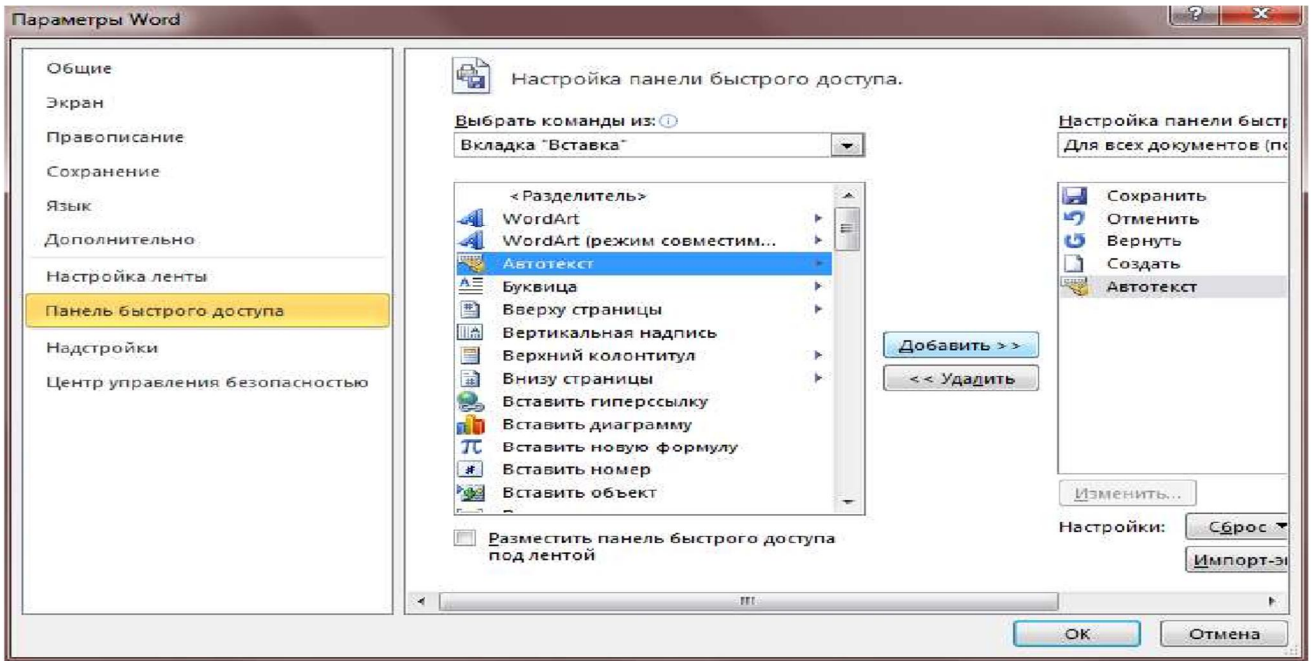 Параметры Word
Общие
Экран
Правописание
Сохранение
Язык
Дополнительно
Настройка ленты
Панель быстрого доступа
Надстройки
Центр управления безопасностью
Настройка панели быстрого доступа.
Выбрать команды из:
Вкладка "Вставка"
<Разделитель>
WordArt
WordArt (режим совместим...
Автотекст
Буквица
Вверху страницы
Вертикальная надпись
Верхний колонтитул
Внизу страницы
Вставить гиперссылку
Вставить диаграмму
Вставить новую формулу
Вставить номер
Вставить объект
Разместить панель быстрого доступа
под лентой
Добавить >>
<< Удалить
Настройка панели быстр
Для всех документов (по
Сохранить
Отменить
Вернуть
Создать
Автотекст
Изменить...
Настройки: Сброс
Импорт-э
ОК
Отмена